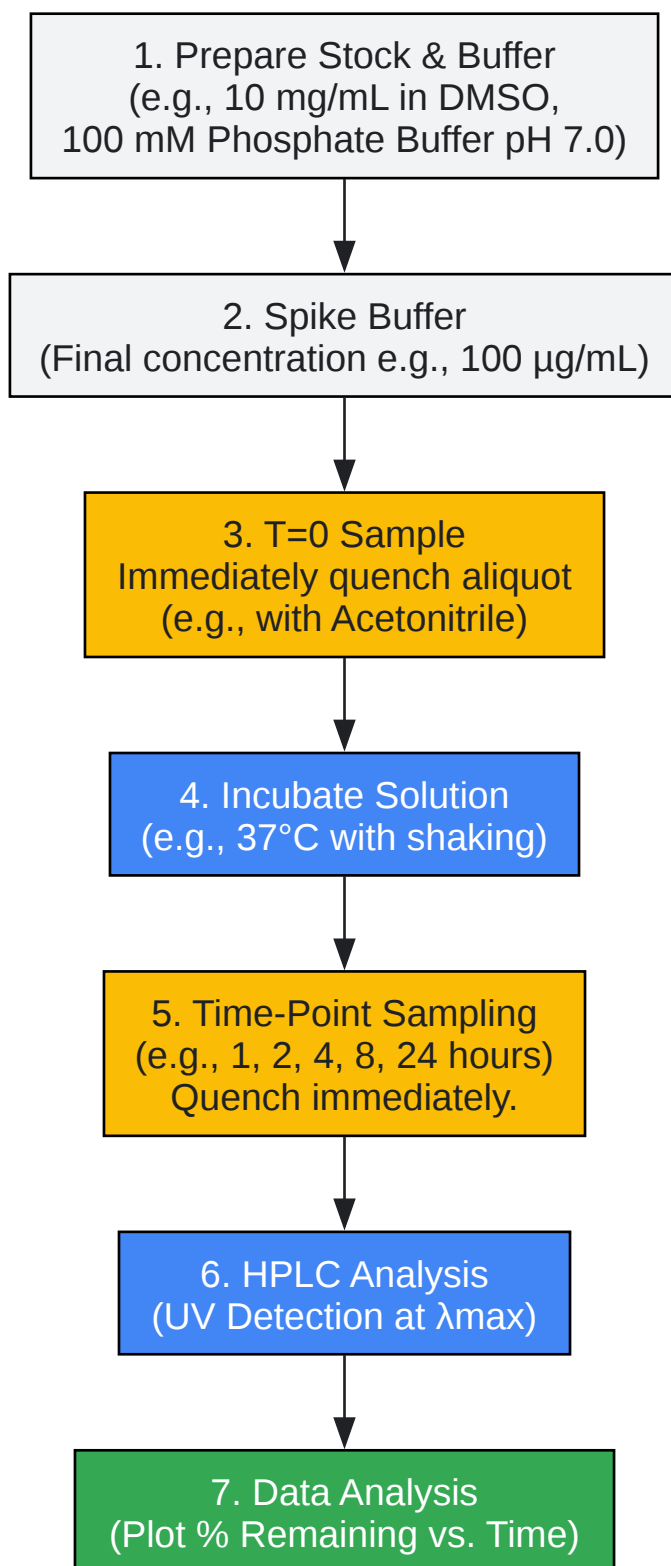 1. Prepare Stock & Buffer
(e.g., 10 mg/mL in DMSO,
100 mM Phosphate Buffer pH 7.0)
2. Spike Buffer
(Final concentration e.g., 100 µg/mL)
3. T=0 Sample
Immediately quench aliquot
(e.g., with Acetonitrile)
4. Incubate Solution
(e.g., 37°C with shaking)
5. Time-Point Sampling
(e.g., 1, 2, 4, 8, 24 hours)
Quench immediately.
6. HPLC Analysis
(UV Detection at λmax)
7. Data Analysis
(Plot % Remaining vs. Time)